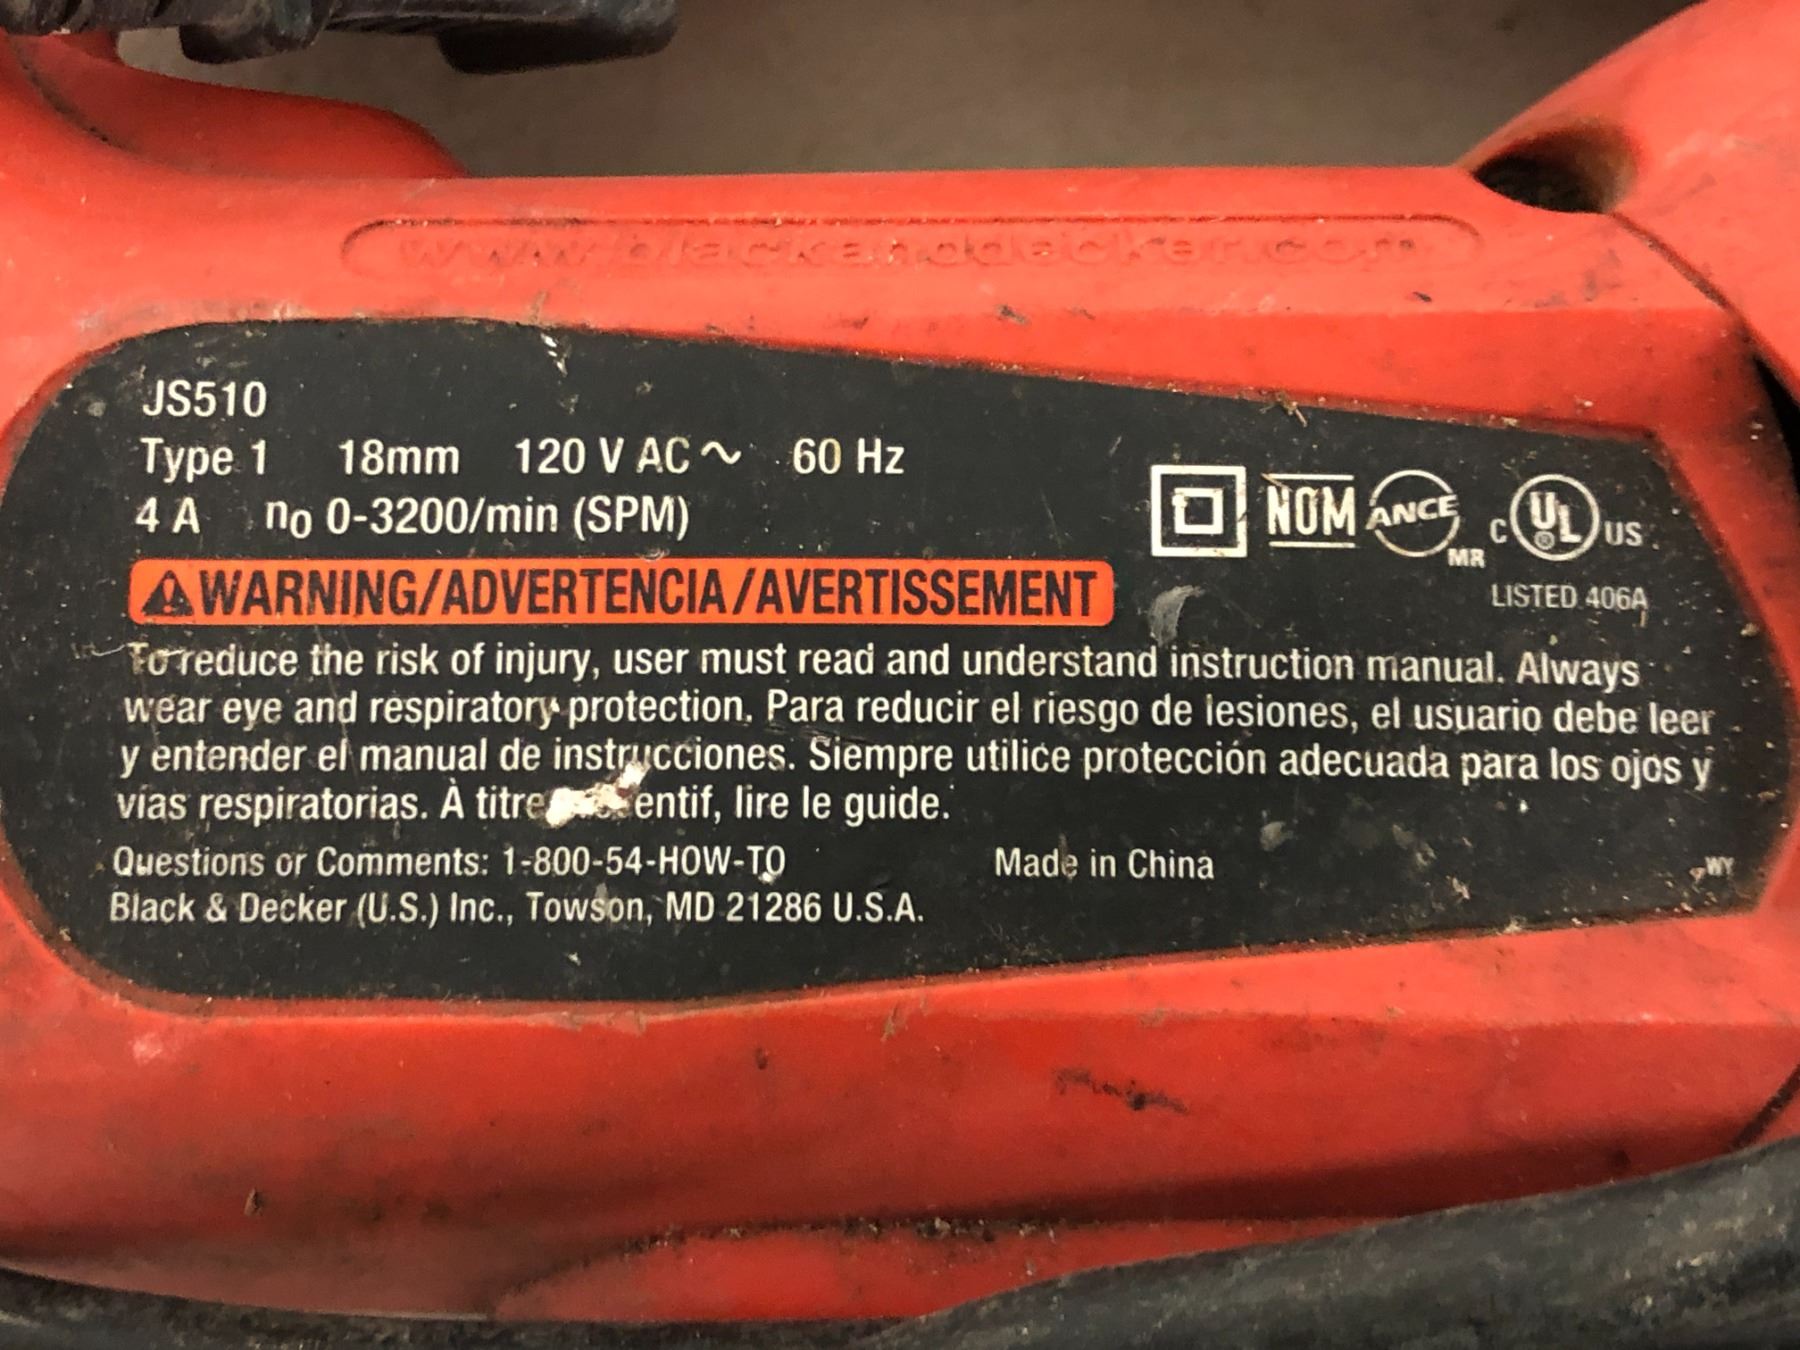 www.blackanddecker.com
JS510
Type 1 18mm 120 V AC ~ 60 Hz
4 A no 0-3200/min (SPM)
NOM ANCE MR C UL ® US
LISTED 406A
WARNING/ADVERTENCIA/AVERTISSEMENT
To reduce the risk of injury, user must read and understand instruction manual. Always
wear eye and respiratory protection. Para reducir el riesgo de lesiones, el usuario debe leer
y entender el manual de instrucciones. Siempre utilice protección adecuada para los ojos y
vías respiratorias. À titre lire le guide.
Questions or Comments: 1-800-54-HOW-TO Made in China
WY
Black & Decker (U.S.) Inc., Towson, MD 21286 U.S.A.